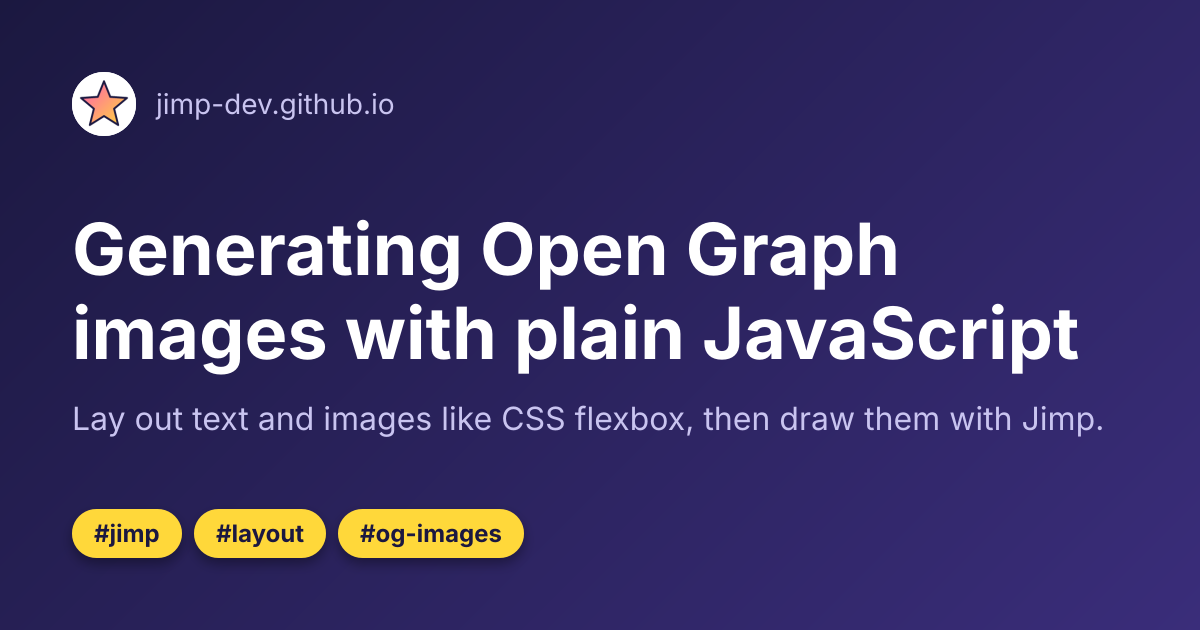 jimp-dev.github.io
Generating Open Graph
images with plain JavaScript
Lay out text and images like CSS flexbox, then draw them with Jimp.
#jimp #layout #og-images